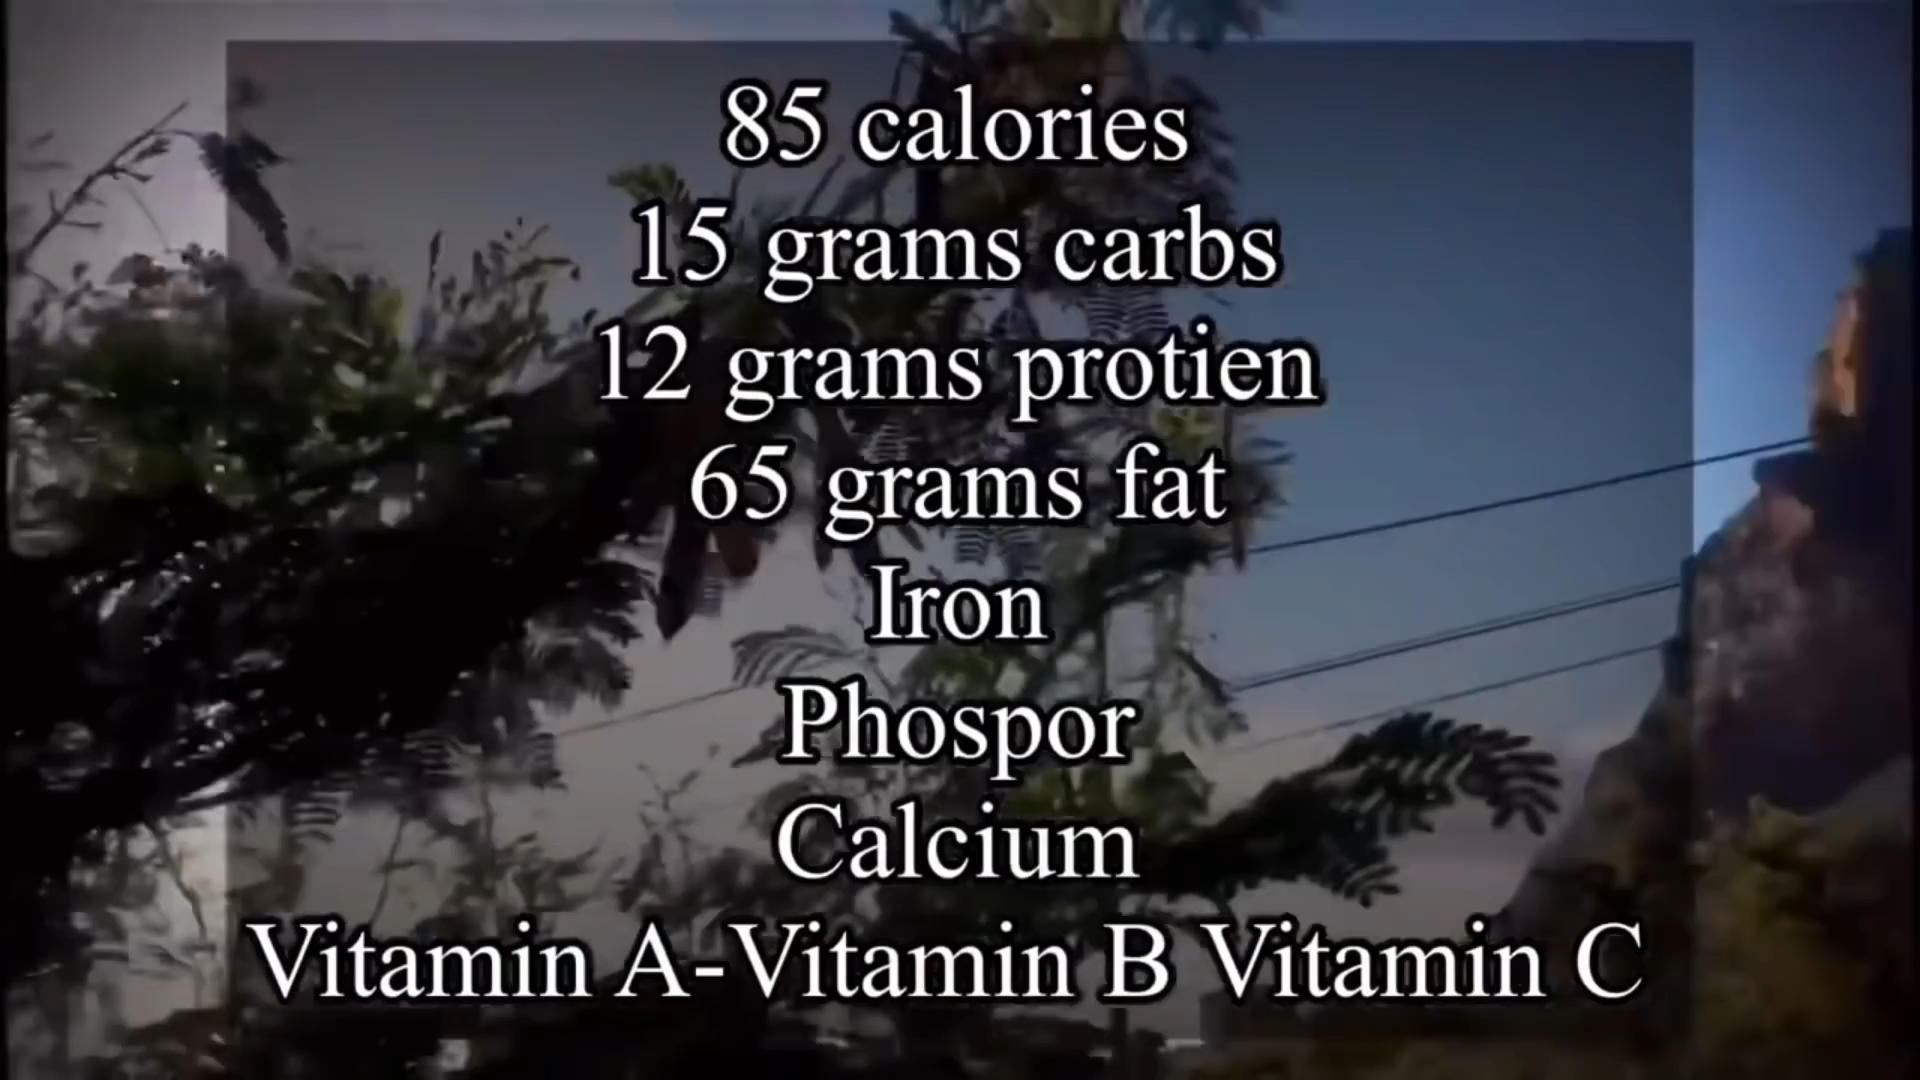 85 calories
15 grams carbs
12 grams protien
65 grams fat
Iron
Phospor
Calcium
Vitamin A-Vitamin B Vitamin C